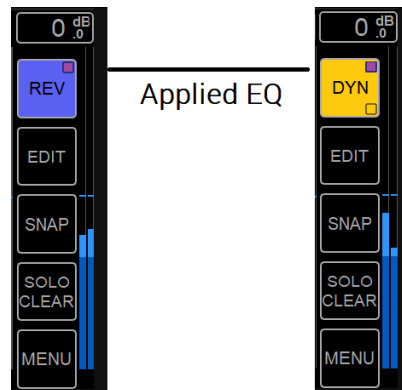 0 dB .0
REV
EDIT
SNAP
SOLO
CLEAR
MENU
Applied EQ
0 dB .0
DYN
EDIT
SNAP
SOLO
CLEAR
MENU